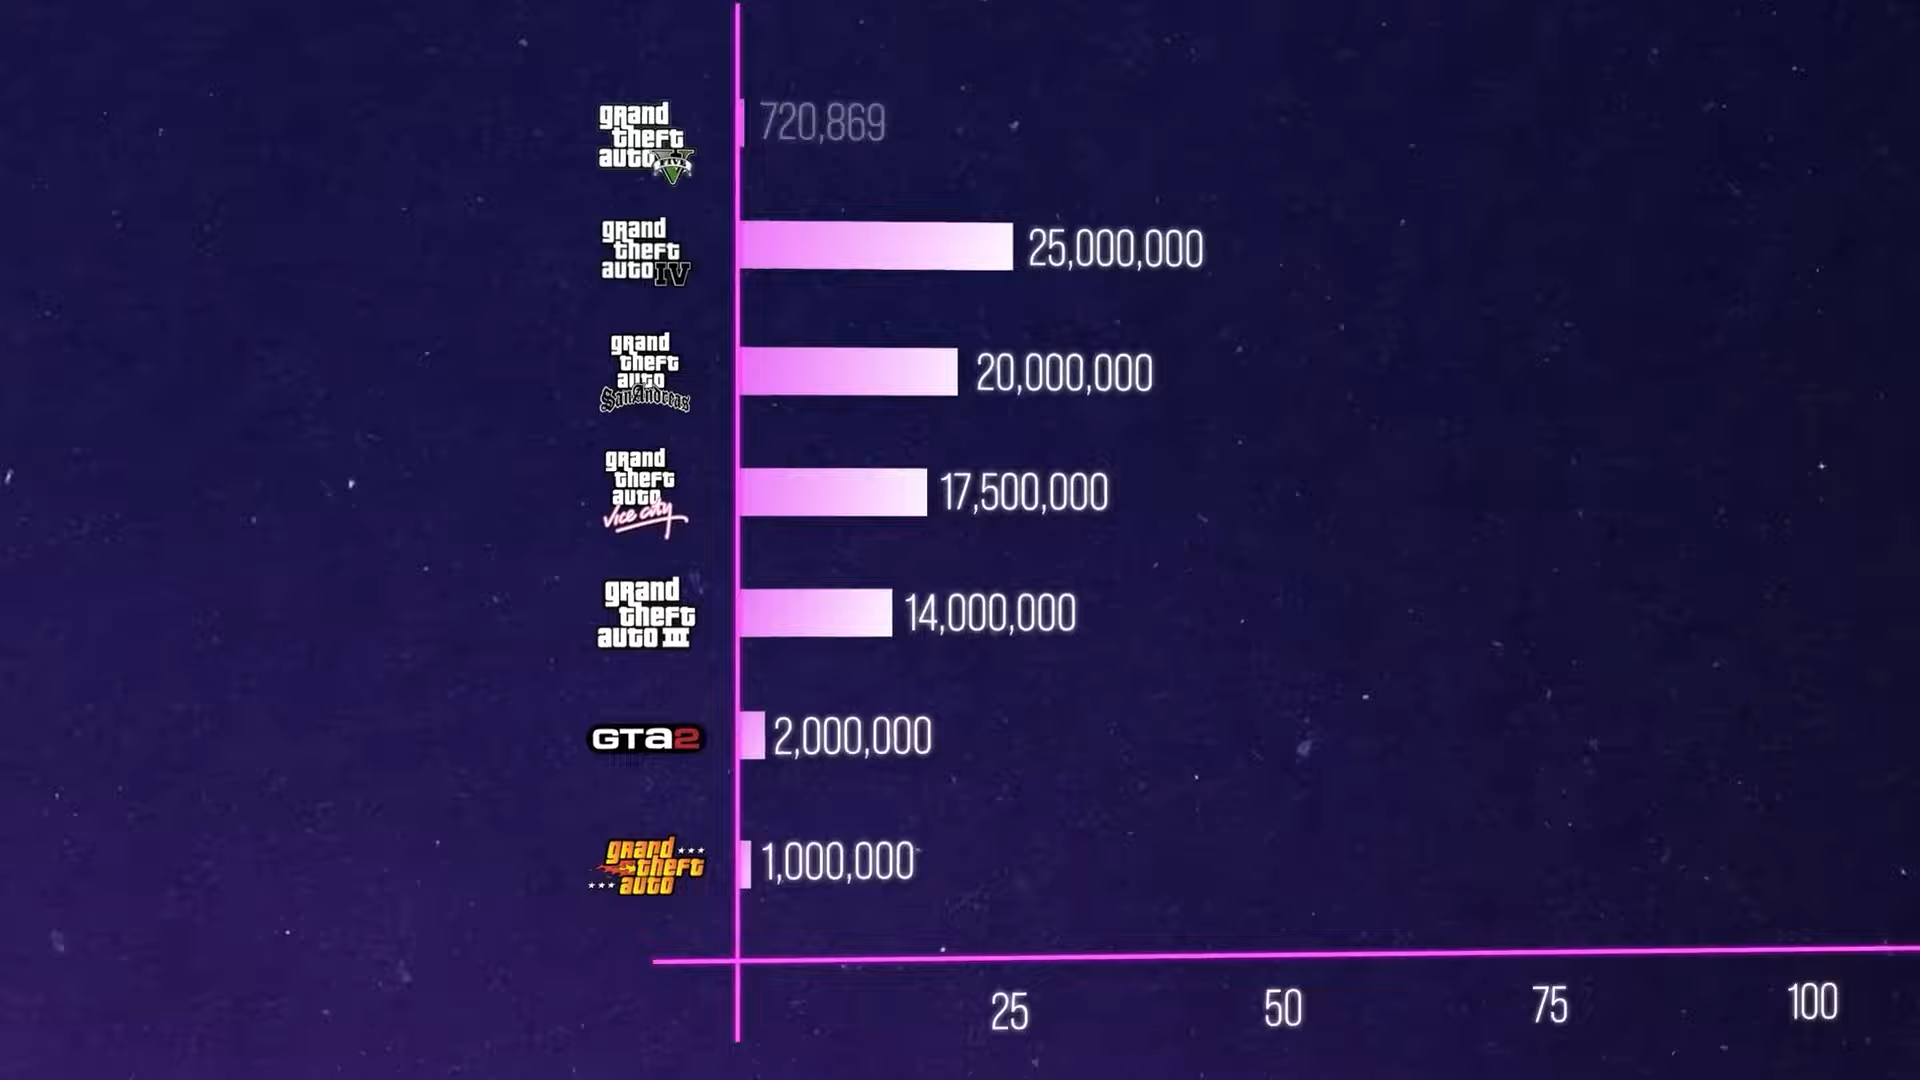 grand
theft
auto V
FIVE
720,869
grand
theft
auto IV
25,000,000
grand
theft
auto
San Andreas
20,000,000
grand
theft
auto
vice city
17,500,000
grand
theft
auto III
14,000,000
GTa2
2,000,000
grand
theft
auto
1,000,000
25 50 75 100